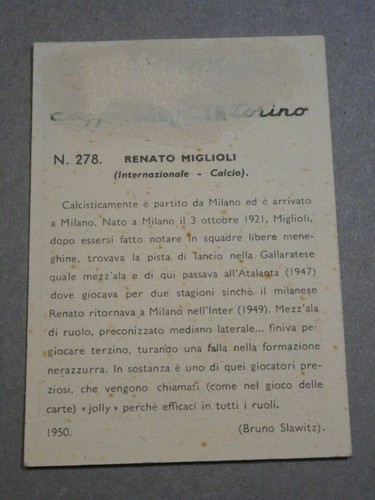 Torino
N. 278. RENATO MIGLIOLI
(Internazionale - Calcio).
Calcisticamente è partito da Milano ed è arrivato
a Milano. Nato a Milano il 3 ottobre 1921, Miglioli,
dopo essersi fatto notare in squadre libere mene-
ghine, trovava la pista di lancio nella Gallaratese
quale mezz'ala e di qui passava all'Atalanta (1947)
dove giocava per due stagioni sinchè il milanese
Renato ritornava a Milano nell'Inter (1949). Mezz'ala
di ruolo, preconizzato mediano laterale... finiva per
giocare terzino, turando una falla nella formazione
nerazzurra. In sostanza è uno di quei giocatori pre-
ziosi, che vengono chiamati (come nel gioco delle
carte) «jolly» perchè efficaci in tutti i ruoli.
1950. (Bruno Slawitz).